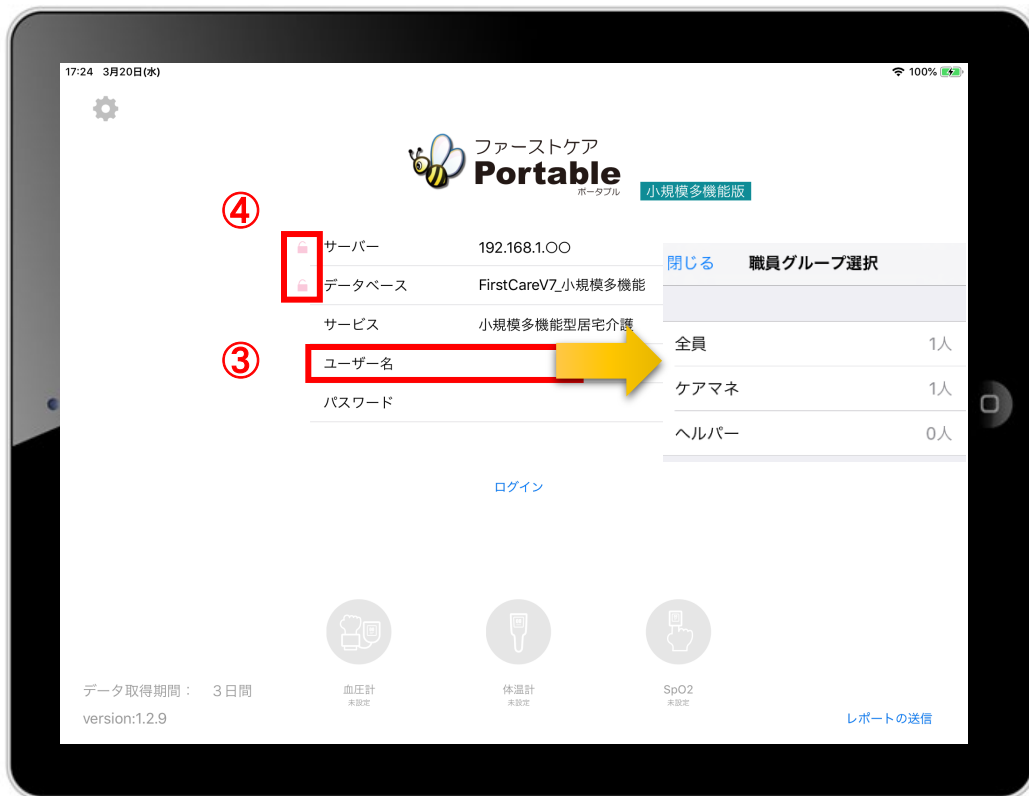 17:24 3月20日(水)
100%
ファーストケア
Portable
ポータブル
小規模多機能版
④
サーバー 192.168.1.〇〇
データベース FirstCareV7_小規模多機能
サービス 小規模多機能型居宅介護
③
ユーザー名
パスワード
閉じる 職員グループ選択
全員 1人
ケアマネ 1人
ヘルパー 0人
ログイン
血圧計
未設定
体温計
未設定
SpO2
未設定
データ取得期間： 3日間
version:1.2.9
レポートの送信